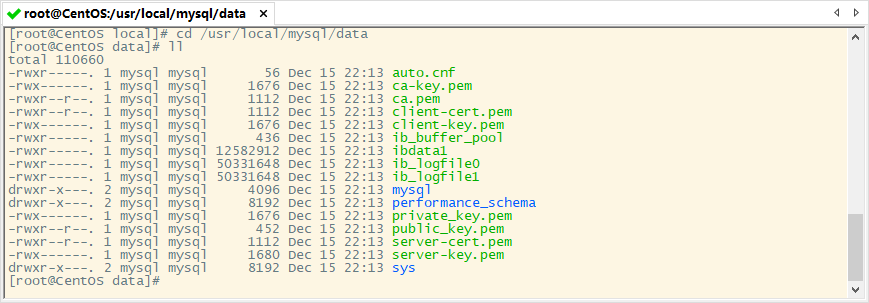 root@CentOS:/usr/local/mysql/data
[root@CentOS local]# cd /usr/local/mysql/data
[root@CentOS data]# ll
total 110660
-rwxr-----. 1 mysql mysql       56 Dec 15 22:13 auto.cnf
-rwx------. 1 mysql mysql     1676 Dec 15 22:13 ca-key.pem
-rwxr--r--. 1 mysql mysql     1112 Dec 15 22:13 ca.pem
-rwxr--r--. 1 mysql mysql     1112 Dec 15 22:13 client-cert.pem
-rwx------. 1 mysql mysql     1676 Dec 15 22:13 client-key.pem
-rwxr-----. 1 mysql mysql      436 Dec 15 22:13 ib_buffer_pool
-rwxr-----. 1 mysql mysql 12582912 Dec 15 22:13 ibdata1
-rwxr-----. 1 mysql mysql 50331648 Dec 15 22:13 ib_logfile0
-rwxr-----. 1 mysql mysql 50331648 Dec 15 22:13 ib_logfile1
drwxr-x---. 2 mysql mysql     4096 Dec 15 22:13 mysql
drwxr-x---. 2 mysql mysql     8192 Dec 15 22:13 performance_schema
-rwx------. 1 mysql mysql     1676 Dec 15 22:13 private_key.pem
-rwxr--r--. 1 mysql mysql      452 Dec 15 22:13 public_key.pem
-rwxr--r--. 1 mysql mysql     1112 Dec 15 22:13 server-cert.pem
-rwx------. 1 mysql mysql     1680 Dec 15 22:13 server-key.pem
drwxr-x---. 2 mysql mysql     8192 Dec 15 22:13 sys
[root@CentOS data]#